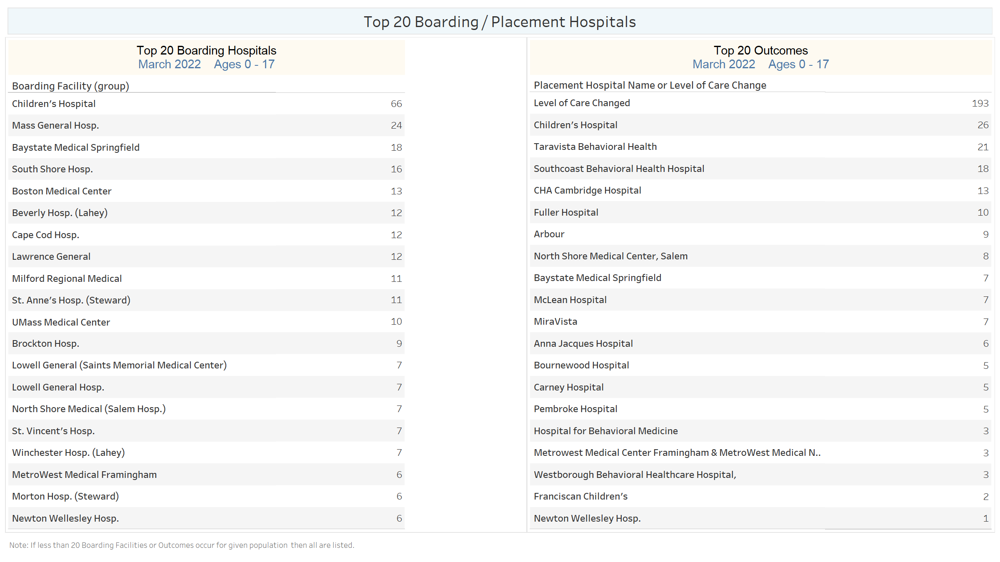 Top 20 Boarding / Placement Hospitals
Top 20 Boarding Hospitals
March 2022 Ages 0 - 17
Boarding Facility (group)
Children's Hospital 66
Mass General Hosp. 24
Baystate Medical Springfield 18
South Shore Hosp. 16
Boston Medical Center 13
Beverly Hosp. (Lahey) 12
Cape Cod Hosp. 12
Lawrence General 12
Milford Regional Medical 11
St. Anne's Hosp. (Steward) 11
UMass Medical Center 10
Brockton Hosp. 9
Lowell General (Saints Memorial Medical Center) 7
Lowell General Hosp. 7
North Shore Medical (Salem Hosp.) 7
St. Vincent's Hosp. 7
Winchester Hosp. (Lahey) 7
MetroWest Medical Framingham 6
Morton Hosp. (Steward) 6
Newton Wellesley Hosp. 6
Top 20 Outcomes
March 2022 Ages 0 - 17
Placement Hospital Name or Level of Care Change
Level of Care Changed 193
Children's Hospital 26
Taravista Behavioral Health 21
Southcoast Behavioral Health Hospital 18
CHA Cambridge Hospital 13
Fuller Hospital 10
Arbour 9
North Shore Medical Center, Salem 8
Baystate Medical Springfield 7
McLean Hospital 7
MiraVista 7
Anna Jacques Hospital 6
Bournewood Hospital 5
Carney Hospital 5
Pembroke Hospital 5
Hospital for Behavioral Medicine 3
Metrowest Medical Center Framingham & MetroWest Medical N.. 3
Westborough Behavioral Healthcare Hospital, 3
Franciscan Children's 2
Newton Wellesley Hosp. 1
Note: If less than 20 Boarding Facilities or Outcomes occur for given population then all are listed.